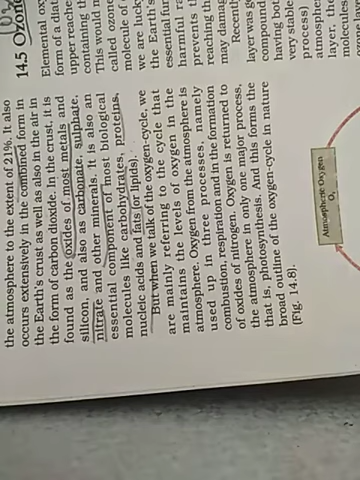 the atmosphere to the extent of 21%. It also
occurs extensively in the combined form in
the Earth's crust as well as also in the air in
the form of carbon dioxide. In the crust, it is
found as the oxides of most metals and
silicon, and also as carbonate, sulphate,
nitrate and other minerals. It is also an
essential component of most biological
molecules like carbohydrates, proteins,
nucleic acids and fats (or lipids).
But when we talk of the oxygen-cycle, we
are mainly referring to the cycle that
maintains the levels of oxygen in the
atmosphere. Oxygen from the atmosphere is
used up in three processes, namely
combustion, respiration and in the formation
of oxides of nitrogen. Oxygen is returned to
the atmosphere in only one major process,
that is, photosynthesis. And this forms the
broad outline of the oxygen-cycle in nature
(Fig. 14.8).
14.5 Ozone
Elemental oxy
form of a diat
upper reache
containing th
This would m
called ozone
molecule of
we are lucky
the Earth's
essential fun
harmful ra
prevents t
reaching th
may damag
Recently
layer was g
compound
having bot
very stable
process)
atmospher
layer, the
molecules
Atmospheric Oxygen
O2